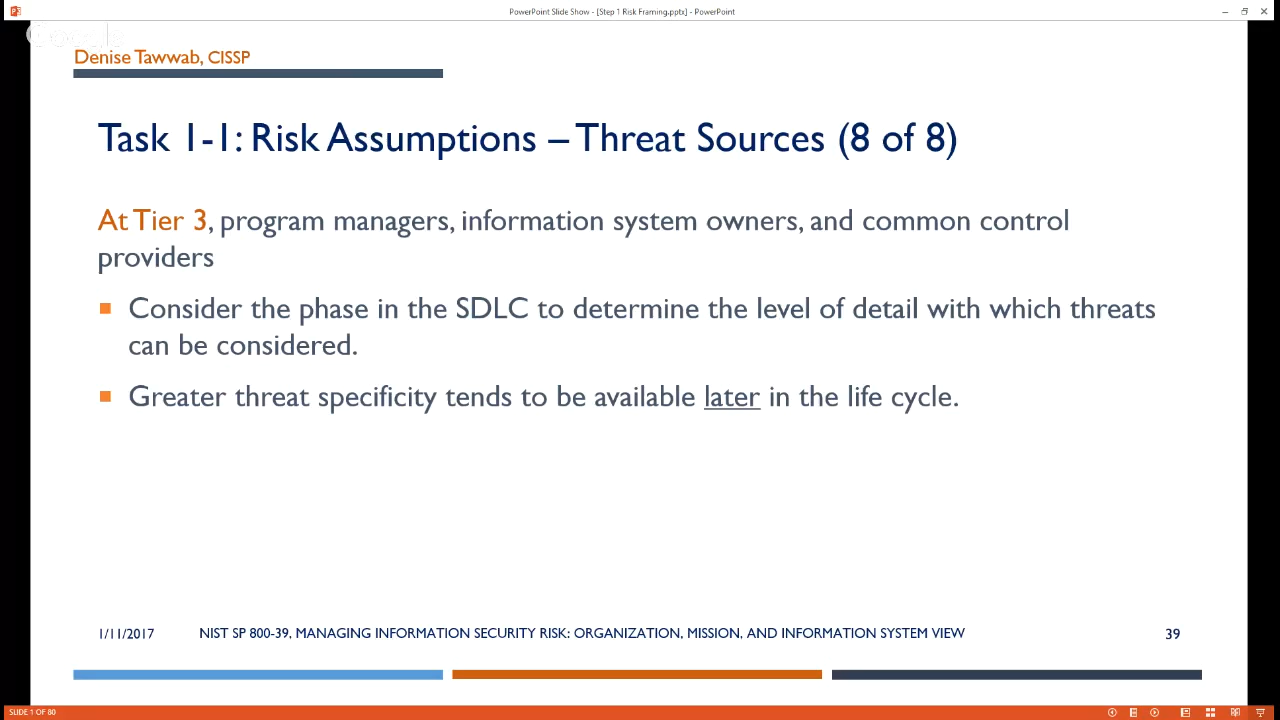 PowerPoint Slide Show - [Step 1 Risk Framing.pptx] - PowerPoint
Denise Tawwab, CISSP
Task 1-1: Risk Assumptions – Threat Sources (8 of 8)
At Tier 3, program managers, information system owners, and common control
providers
Consider the phase in the SDLC to determine the level of detail with which threats
can be considered.
Greater threat specificity tends to be available later in the life cycle.
1/11/2017 NIST SP 800-39, MANAGING INFORMATION SECURITY RISK: ORGANIZATION, MISSION, AND INFORMATION SYSTEM VIEW 39
SLIDE 1 OF 80